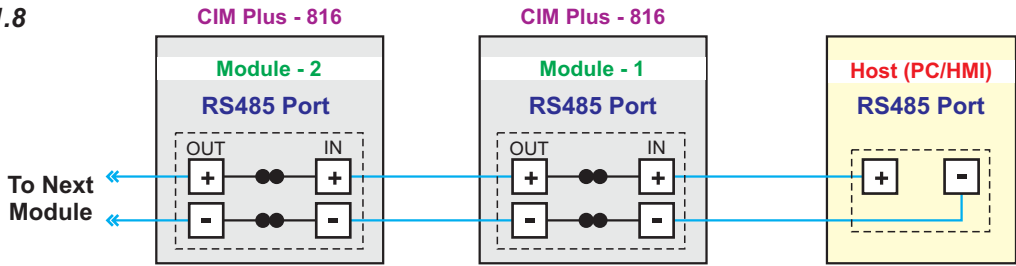 .8
CIM Plus - 816
CIM Plus - 816
Module - 2
Module - 1
Host (PC/HMI)
RS485 Port
RS485 Port
RS485 Port
OUT IN
OUT IN
+ +
+ +
+ -
- -
- -
To Next
Module